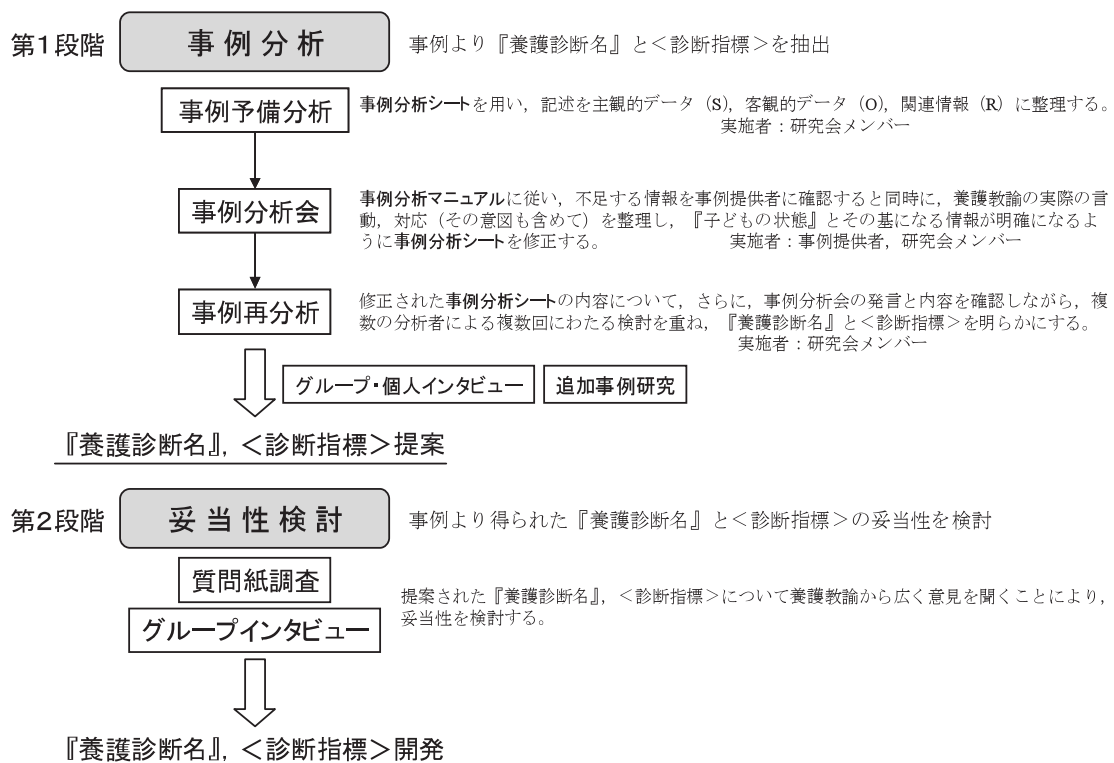 第1段階 事例分析 事例より『養護診断名』と<診断指標>を抽出
事例予備分析
事例分析シートを用い，記述を主観的データ（S），客観的データ（O），関連情報（R）に整理する。
実施者：研究会メンバー
事例分析会
事例分析マニュアルに従い，不足する情報を事例提供者に確認すると同時に，養護教諭の実際の言
動，対応（その意図も含めて）を整理し，『子どもの状態』とその基になる情報が明確になるよ
うに事例分析シートを修正する。 実施者：事例提供者，研究会メンバー
事例再分析
修正された事例分析シートの内容について，さらに，事例分析会の発言と内容を確認しながら，複
数の分析者による複数回にわたる検討を重ね，『養護診断名』と<診断指標>を明らかにする。
実施者：研究会メンバー
グループ・個人インタビュー 追加事例研究
『養護診断名』，<診断指標>提案
第2段階 妥当性検討 事例より得られた『養護診断名』と<診断指標>の妥当性を検討
質問紙調査
グループインタビュー
提案された『養護診断名』，<診断指標>について養護教諭から広く意見を聞くことにより，
妥当性を検討する。
『養護診断名』，<診断指標>開発